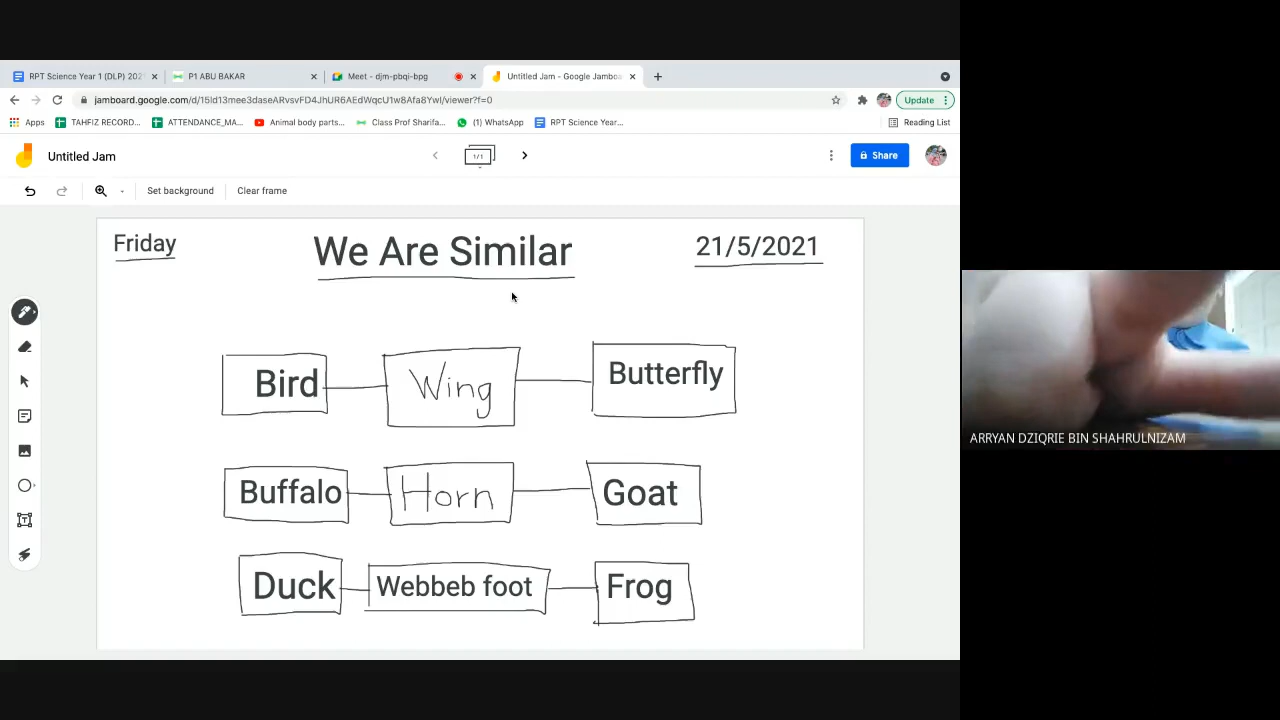 RPT Science Year 1 (DLP) 2021
P1 ABU BAKAR
Meet - djm-pbqi-bpg
Untitled Jam - Google Jamboa
jamboard.google.com/d/15ld13mee3daseARvsvFD4JhUR6AEdWqcU1w8Afa8YwI/viewer?f=0
Update
Apps
TAHFIZ RECORD...
ATTENDANCE_MA...
Animal body parts...
Class Prof Sharifa...
(1) WhatsApp
RPT Science Year...
Reading List
Untitled Jam
1/1
Share
Set background
Clear frame
Friday
We Are Similar
21/5/2021
Bird
Wing
Butterfly
Buffalo
Horn
Goat
Duck
Webbeb foot
Frog
ARRYAN DZIQRIE BIN SHAHRULNIZAM